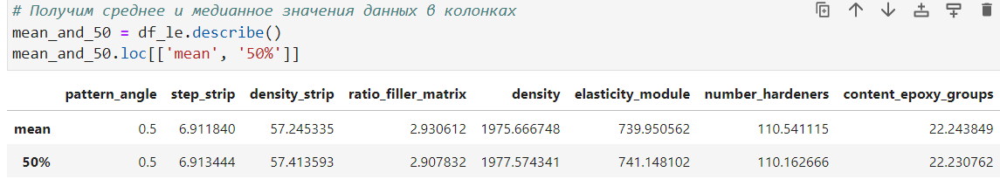 # Получим среднее и медианное значения данных в колонках
mean_and_50 = df_le.describe()
mean_and_50.loc[['mean', '50%']]
pattern_angle step_strip density_strip ratio_filler_matrix density elasticity_module number_hardeners content_epoxy_groups
mean 0.5 6.911840 57.245335 2.930612 1975.666748 739.950562 110.541115 22.243849
50% 0.5 6.913444 57.413593 2.907832 1977.574341 741.148102 110.162666 22.230762